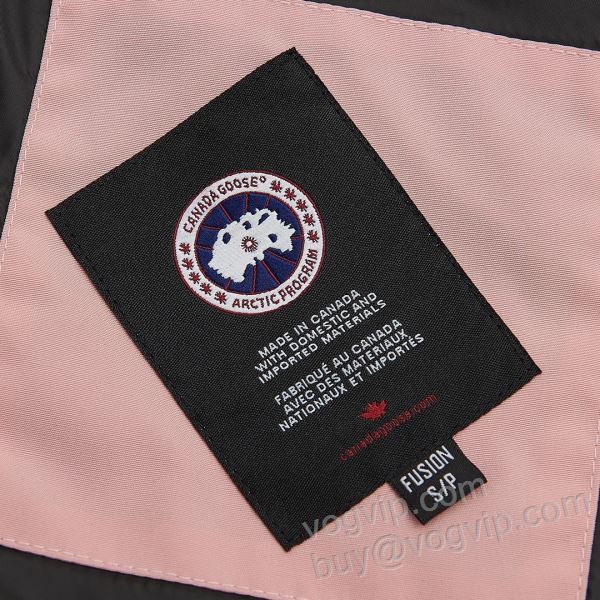 CANADA GOOSE®
ARCTIC PROGRAM
MADE IN CANADA
WITH DOMESTIC AND
IMPORTED MATERIALS
FABRIQUÉ AU CANADA
AVEC DES MATÉRIAUX
NATIONAUX ET IMPORTÉS
canadagoose.com
FUSION
S/P
vogvip.com
buy@vogvip.com